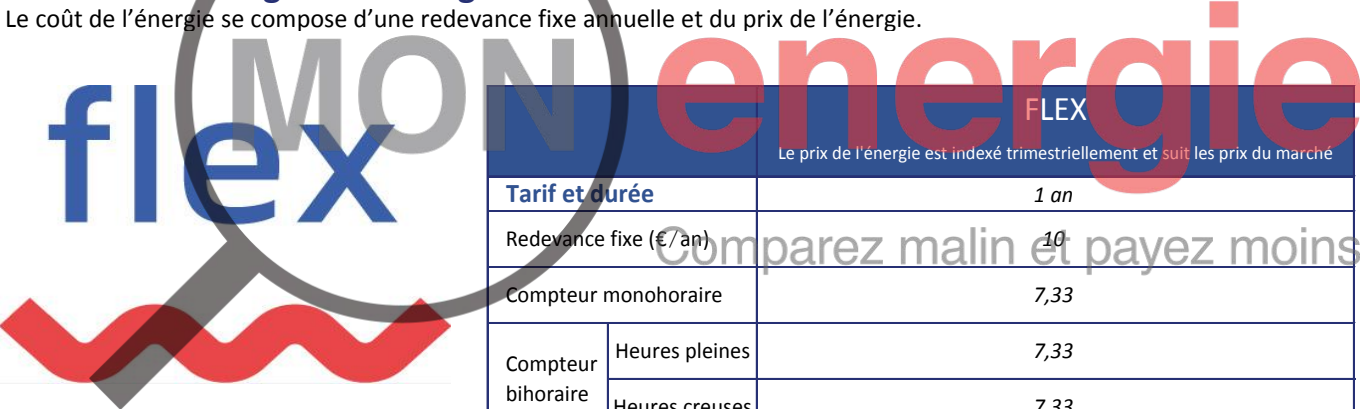 Le coût de l’énergie se compose d’une redevance fixe annuelle et du prix de l’énergie.
MON energie
Comparez malin et payez moins
flex
FLEX
Le prix de l'énergie est indexé trimestriellement et suit les prix du marché
Tarif et durée 1 an
Redevance fixe (€/an) 10
Compteur monohoraire 7,33
Compteur bihoraire Heures pleines 7,33
Heures creuses 7,33